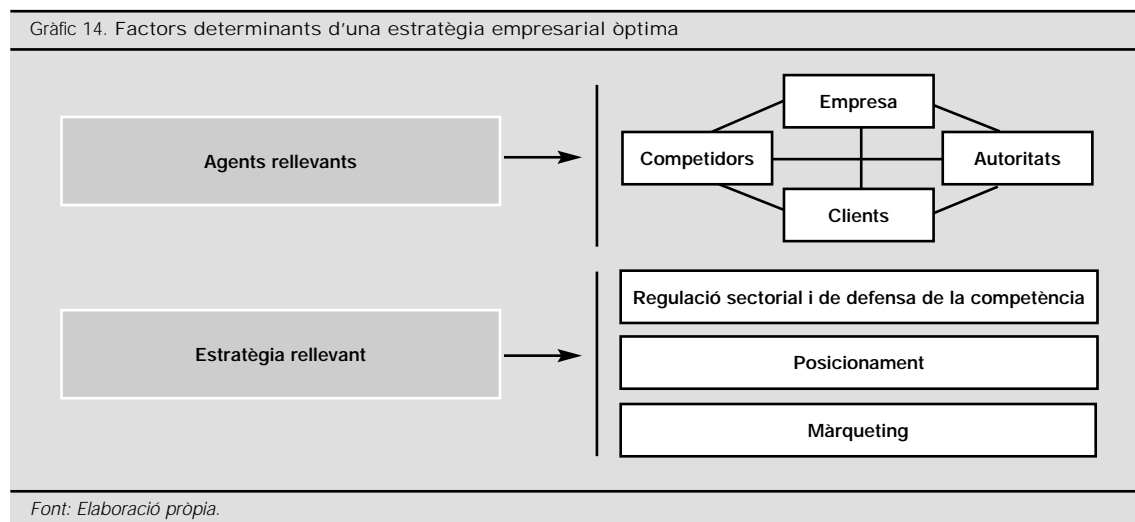 Gràfic 14. Factors determinants d'una estratègia empresarial òptima
Agents rellevants
Empresa
Competidors
Autoritats
Clients
Estratègia rellevant
Regulació sectorial i de defensa de la competència
Posicionament
Màrqueting
Font: Elaboració pròpia.